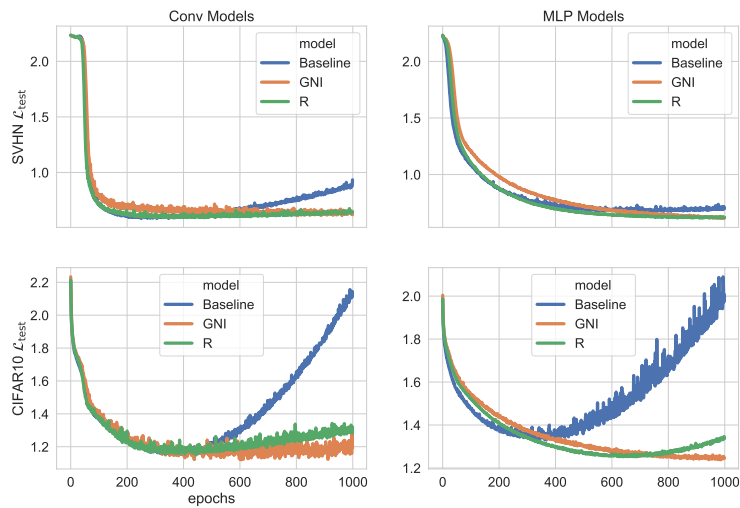 Conv Models
MLP Models
SVHN ℒtest
2.0
1.5
1.0
model
Baseline
GNI
R
2.0
1.5
1.0
model
Baseline
GNI
R
CIFAR10 ℒtest
2.2
2.0
1.8
1.6
1.4
1.2
model
Baseline
GNI
R
0 200 400 600 800 1000
epochs
2.0
1.8
1.6
1.4
1.2
model
Baseline
GNI
R
0 200 400 600 800 1000